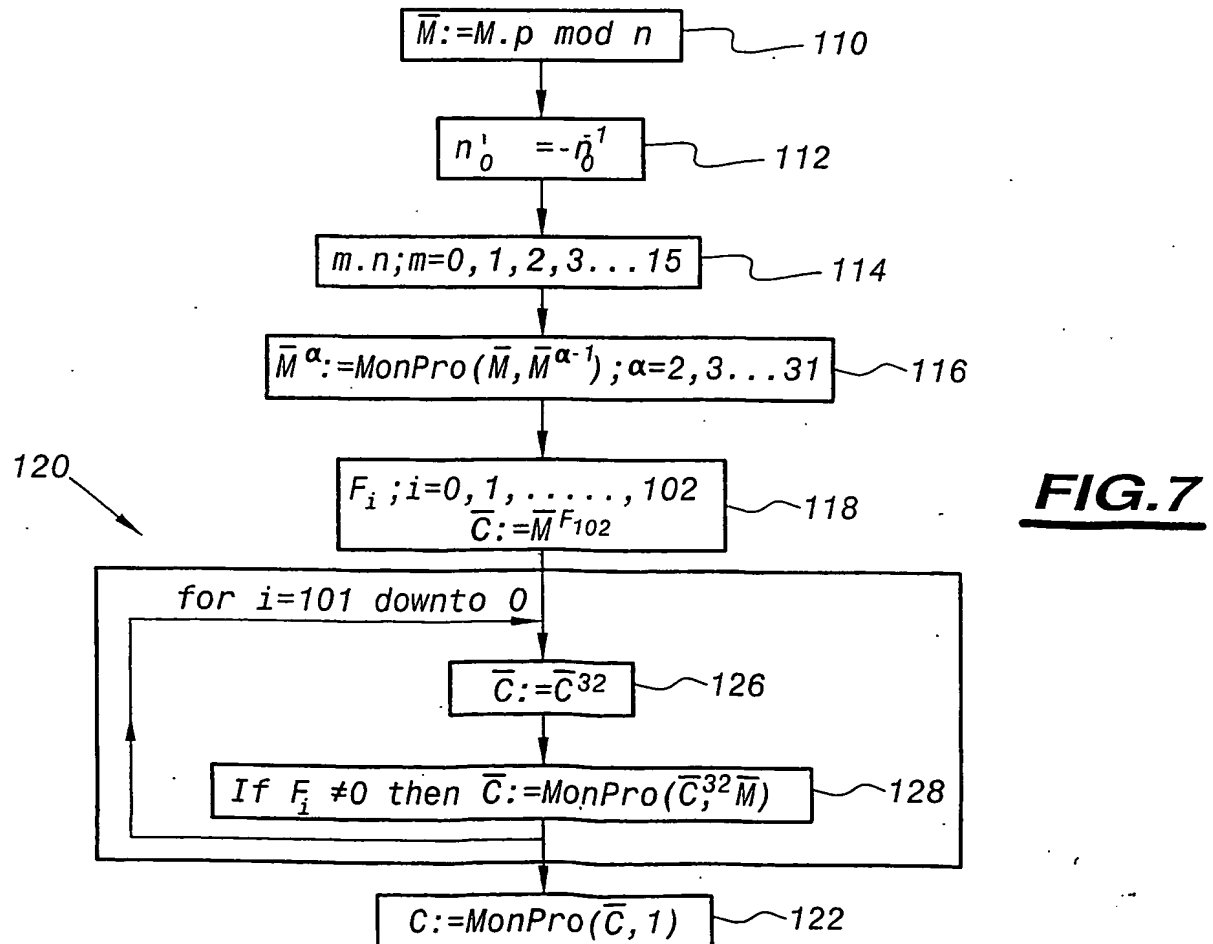 M̅:=M.p mod n
110
n₀' =-n₀⁻¹
112
m.n;m=0,1,2,3...15
114
M̅^α:=MonPro(M̅,M̅^α-1);α=2,3...31
116
120
F_i;i=0,1,.....,102
C̅:=M̅^F₁₀₂
118
FIG.7
for i=101 downto 0
C̅:=C̅³²
126
If F_i ≠0 then C̅:=MonPro(C̅,³²M̅)
128
C:=MonPro(C̅,1)
122